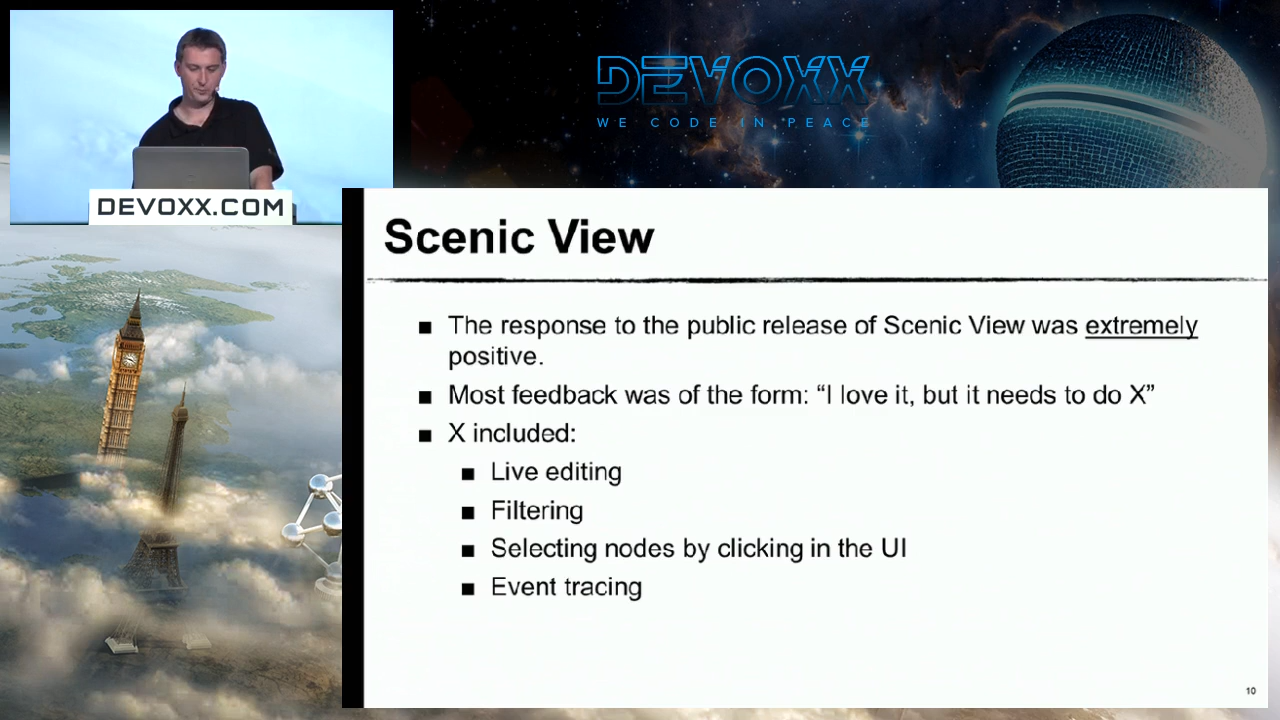 DEVOXX
WE CODE IN PEACE
DEVOXX.COM
Scenic View
■ The response to the public release of Scenic View was extremely
positive.
■ Most feedback was of the form: “I love it, but it needs to do X”
■ X included:
■ Live editing
■ Filtering
■ Selecting nodes by clicking in the UI
■ Event tracing
10